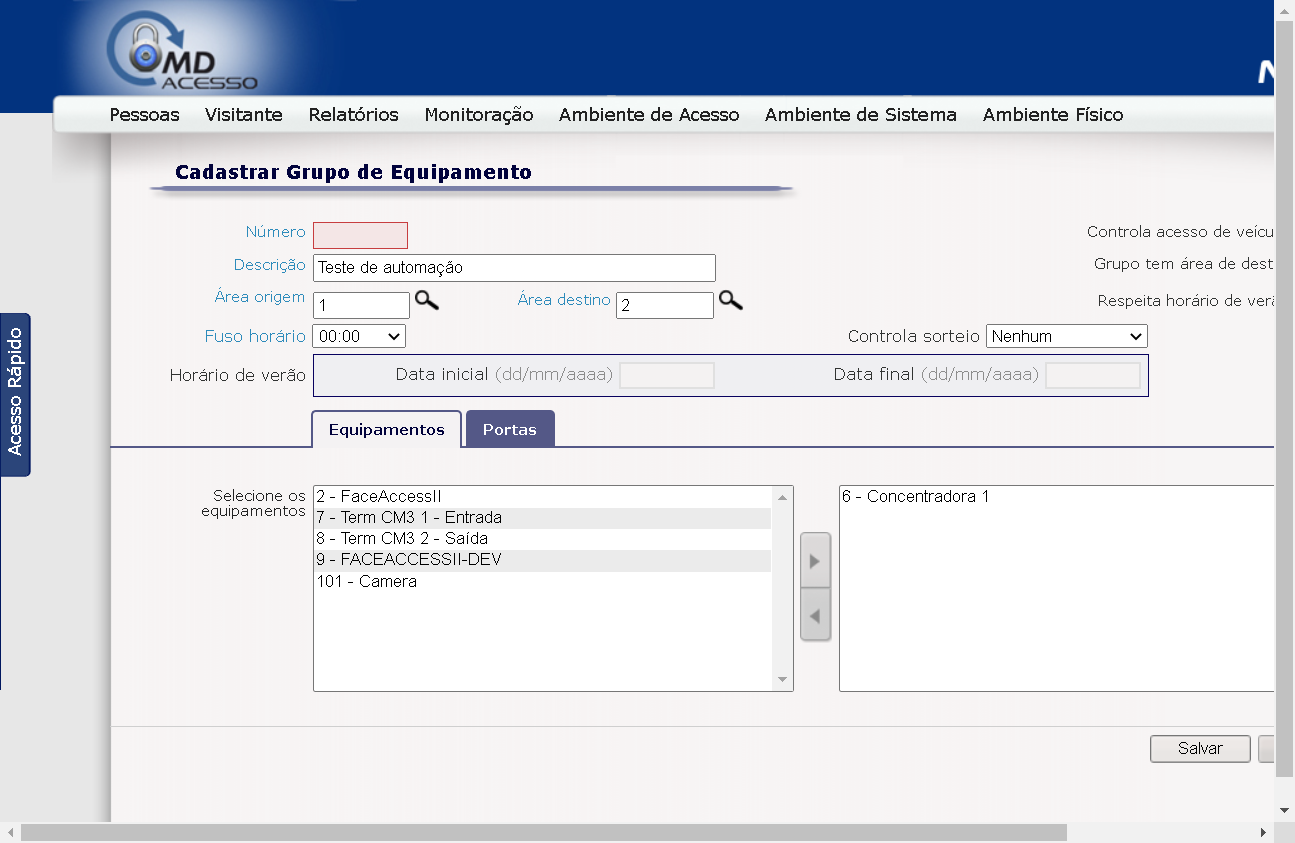 MD
ACESSO
Pessoas Visitante Relatórios Monitoração Ambiente de Acesso Ambiente de Sistema Ambiente Físico
Cadastrar Grupo de Equipamento
Número Controla acesso de veícu
Descrição Teste de automação Grupo tem área de dest
Área origem 1 Área destino 2 Respeita horário de verã
Fuso horário 00:00 Controla sorteio Nenhum
Horário de verão Data inicial (dd/mm/aaaa) Data final (dd/mm/aaaa)
Acesso Rápido
Equipamentos Portas
Selecione os
equipamentos
2 - FaceAccessII
7 - Term CM3 1 - Entrada
8 - Term CM3 2 - Saída
9 - FACEACCESSII-DEV
101 - Camera
6 - Concentradora 1
Salvar